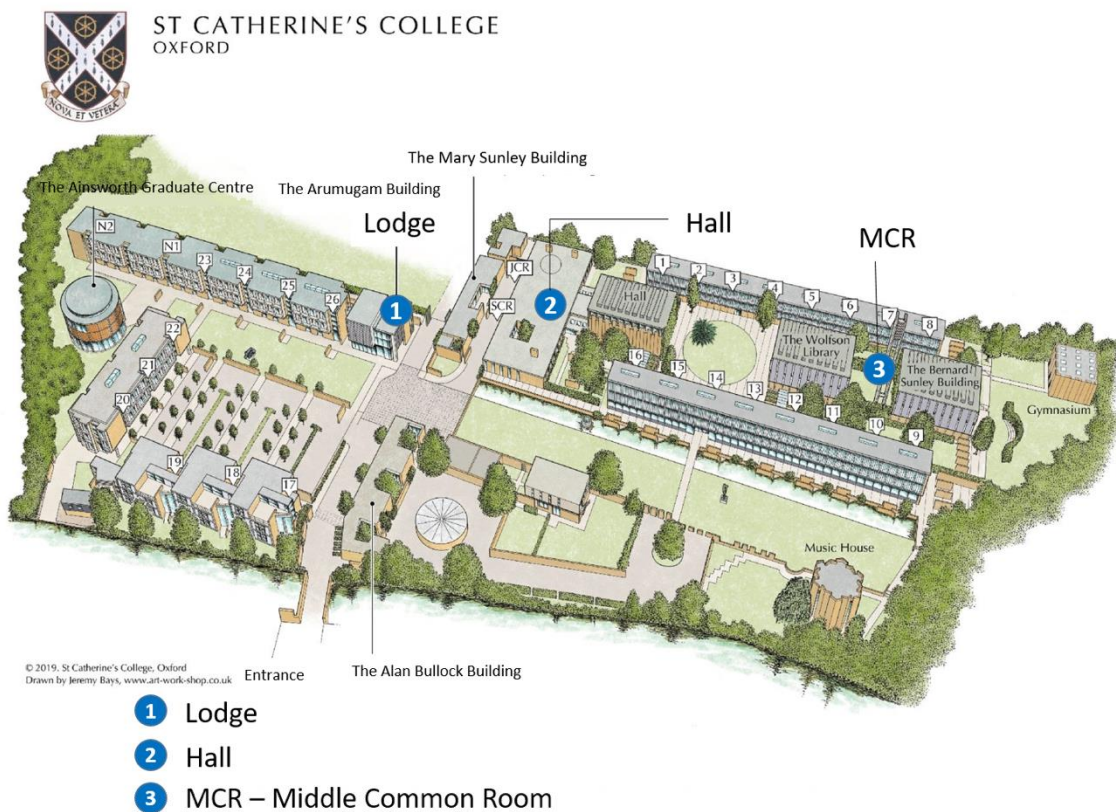 ST CATHERINE'S COLLEGE
OXFORD
NOVA ET VETERA
The Mary Sunley Building
The Ainsworth Graduate Centre
The Arumugam Building
Lodge
Hall
MCR
N2
N1
23
24
25
26
1
JCR
SCR
2
Hall
1
2
3
4
5
6
7
8
The Wolfson
Library
3
The Bernard
Sunley Building
Gymnasium
22
21
20
19
18
17
16
15
14
13
12
11
10
9
Music House
© 2019. St Catherine's College, Oxford
Drawn by Jeremy Bays, www.art-work-shop.co.uk
Entrance
The Alan Bullock Building
1 Lodge
2 Hall
3 MCR – Middle Common Room